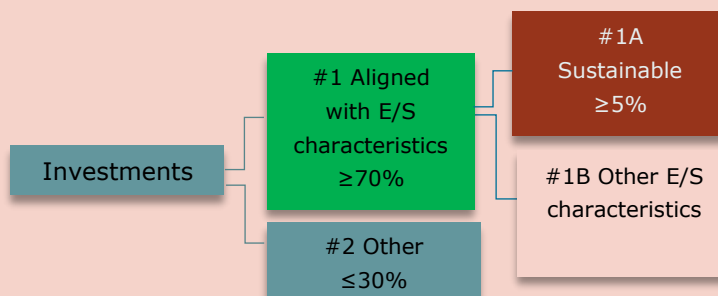 Investments
#1 Aligned
with E/S
characteristics
≥70%
#2 Other
≤30%
#1A
Sustainable
≥5%
#1B Other E/S
characteristics